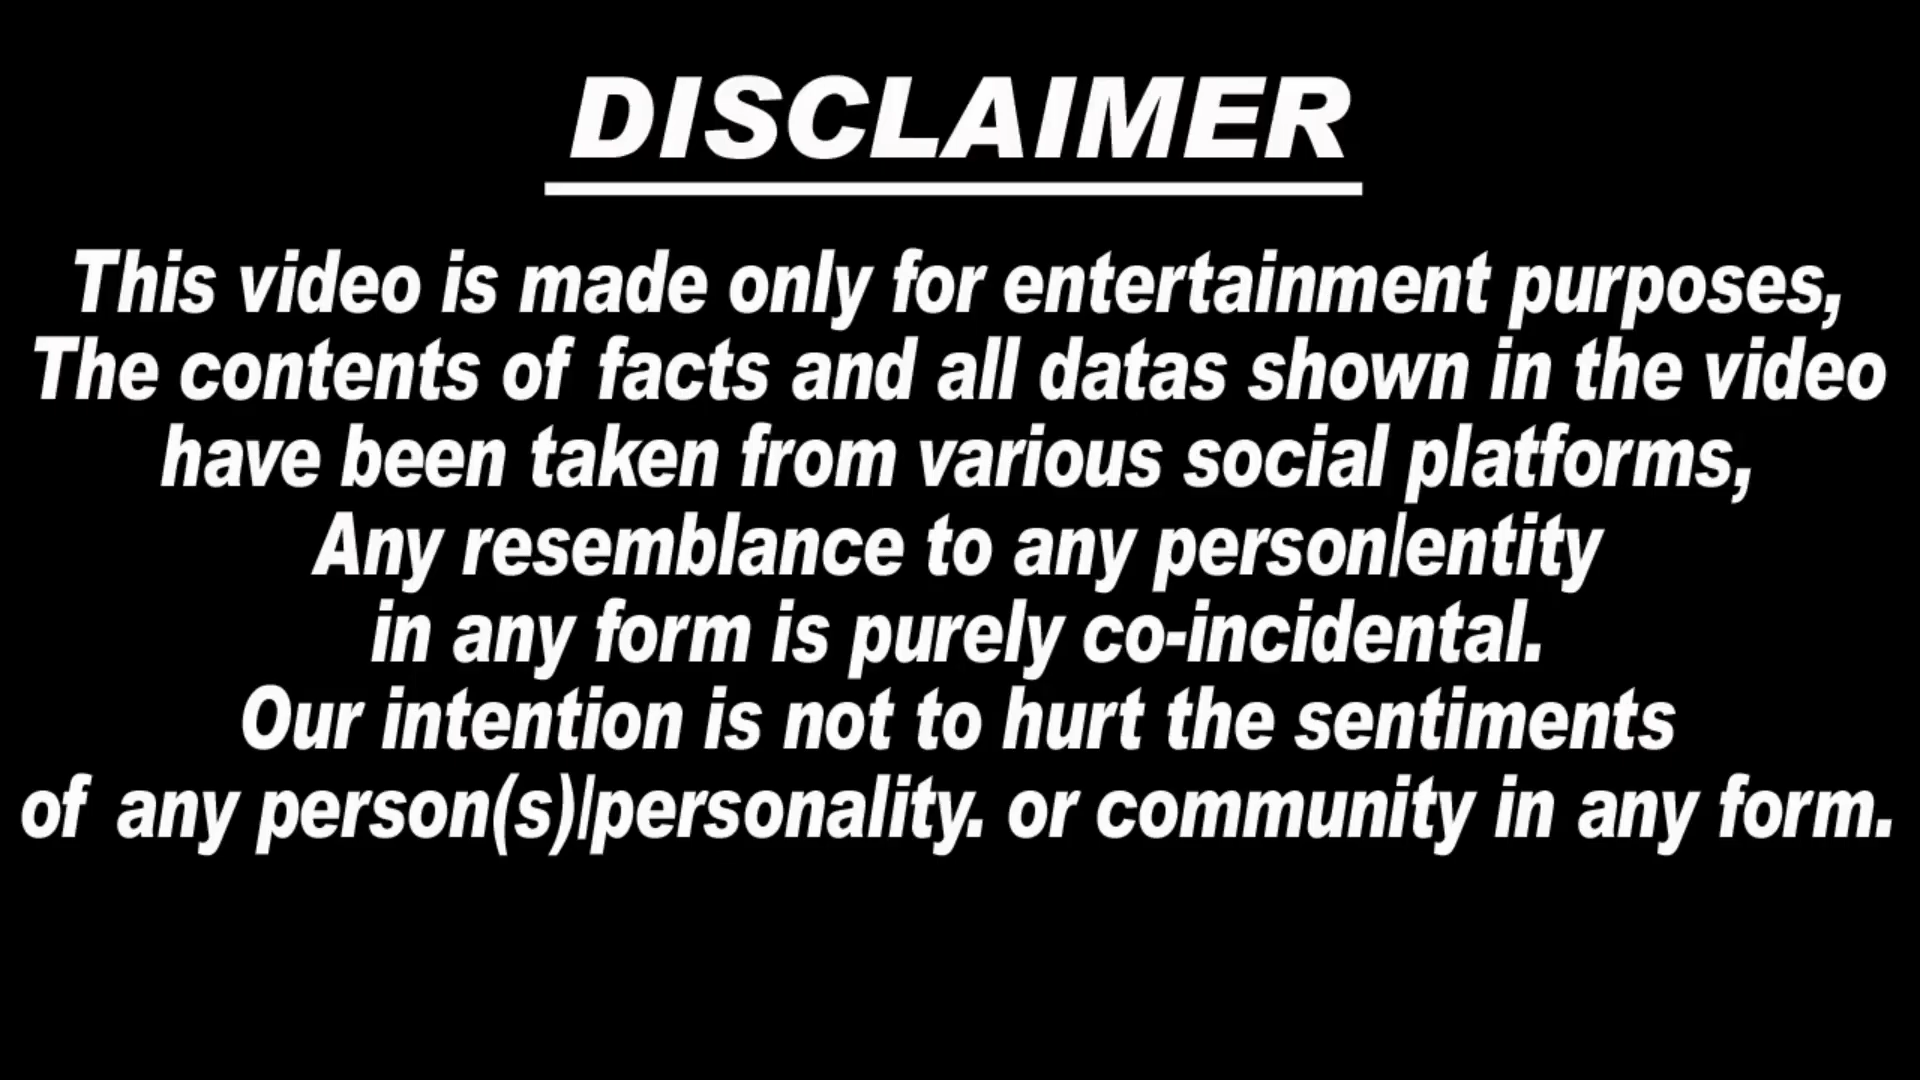 DISCLAIMER
This video is made only for entertainment purposes,
The contents of facts and all datas shown in the video
have been taken from various social platforms,
Any resemblance to any person/entity
in any form is purely co-incidental.
Our intention is not to hurt the sentiments
of any person(s)/personality. or community in any form.